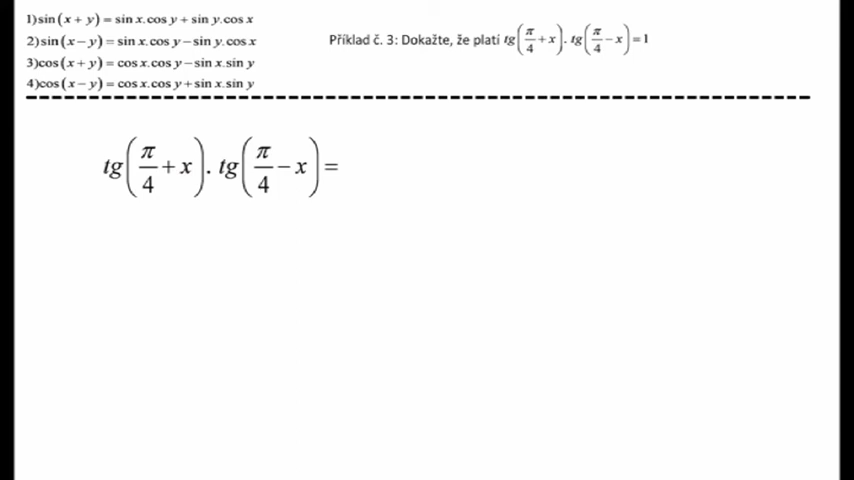 1)sin(x + y) = sin x.cos y + sin y.cos x
2)sin(x − y) = sin x.cos y − sin y.cos x
3)cos(x + y) = cos x.cos y − sin x.sin y
4)cos(x − y) = cos x.cos y + sin x.sin y
Příklad č. 3: Dokažte, že platí tg(π/4 + x). tg(π/4 − x) = 1
tg(π/4 + x). tg(π/4 − x) =